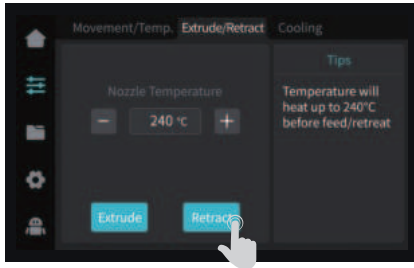 Movement/Temp. Extrude/Retract Cooling
Tips
Nozzle Temperature
240 °C
Temperature will
heat up to 240°C
before feed/retreat
Extrude
Retract